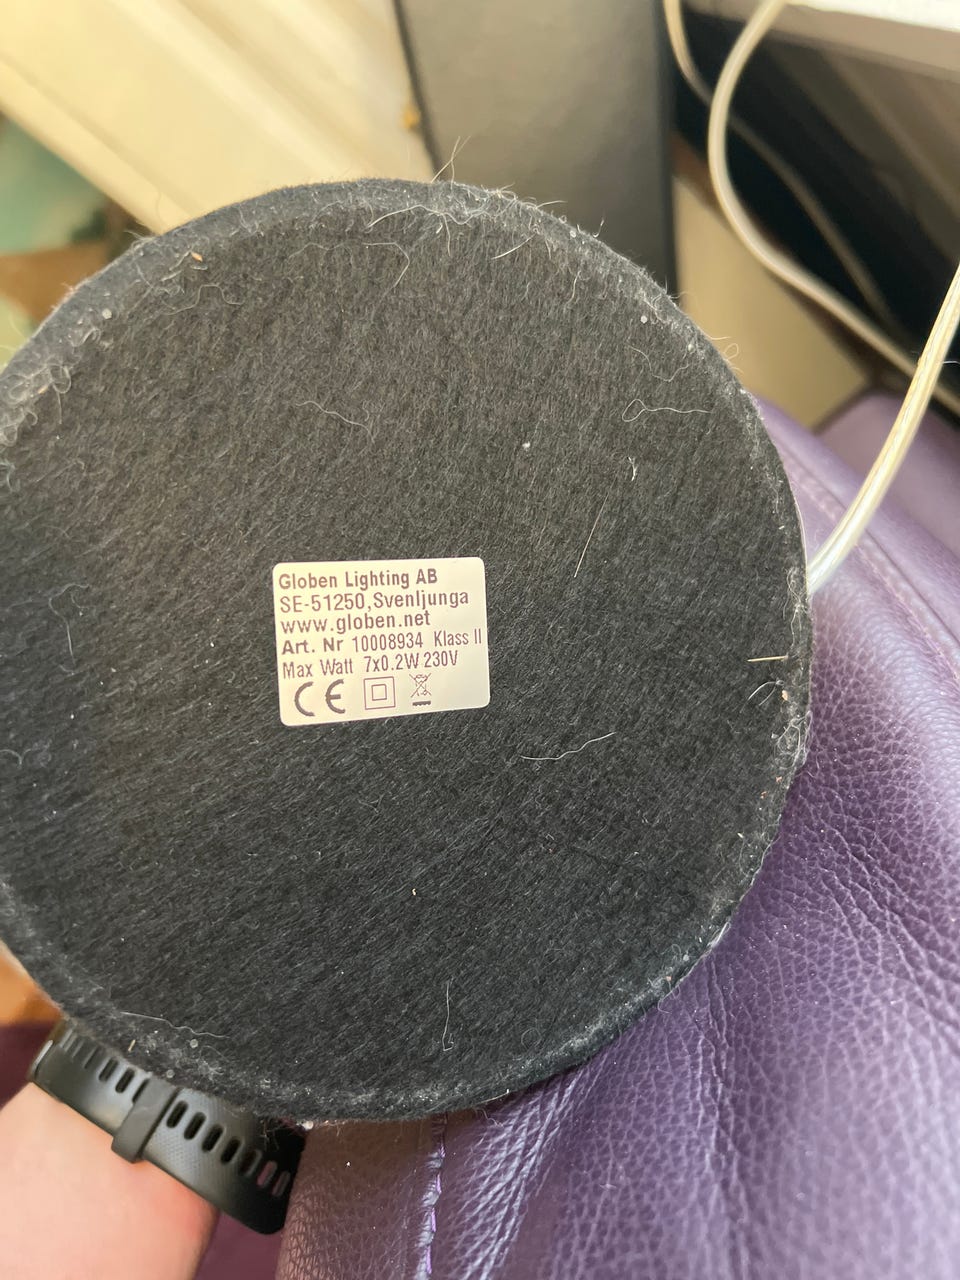 Globen Lighting AB
SE-51250,Svenljunga
www.globen.net
Art. Nr 10008934 Klass II
Max Watt 7x0.2W 230V
CE